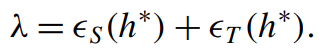 λ = ϵ_S(h*) + ϵ_T(h*).